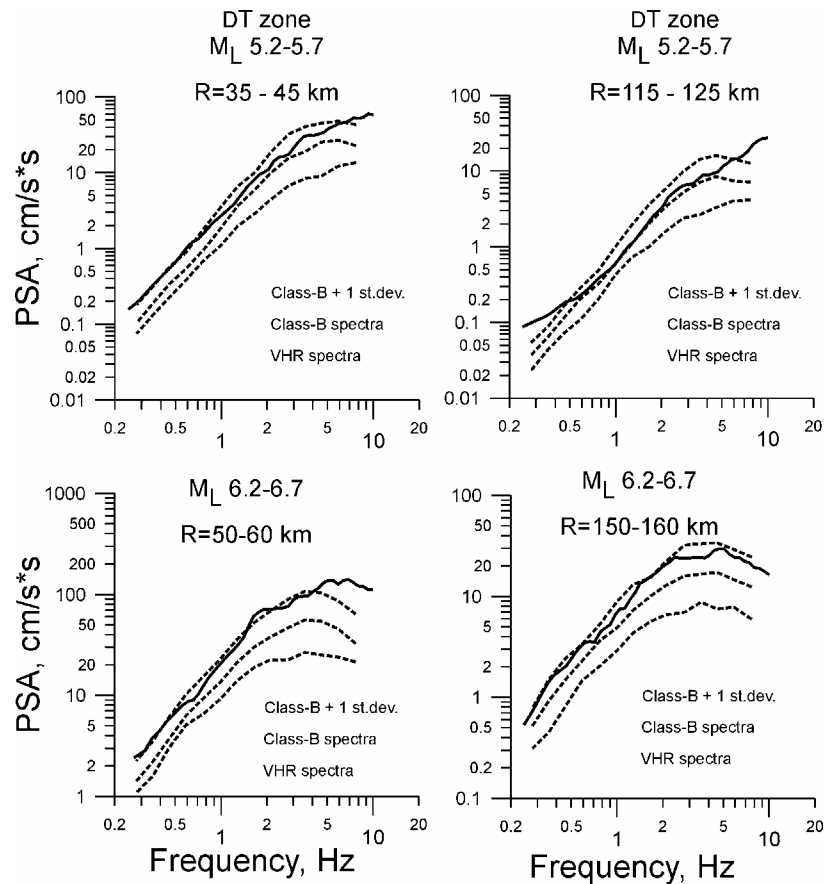 DT zone
M_L 5.2-5.7
R=35 - 45 km
PSA, cm/s*s
100
50
20
10
5
2
1
0.5
0.2
0.1
0.05
0.02
0.01
Class-B + 1 st.dev.
Class-B spectra
VHR spectra
0.2 0.5 1 2 5 10 20
DT zone
M_L 5.2-5.7
R=115 - 125 km
100
50
20
10
5
2
1
0.5
0.2
0.1
0.05
0.02
0.01
Class-B + 1 st.dev.
Class-B spectra
VHR spectra
0.2 0.5 1 2 5 10 20
M_L 6.2-6.7
R=50-60 km
PSA, cm/s*s
1000
500
200
100
50
20
10
5
2
1
Class-B + 1 st.dev.
Class-B spectra
VHR spectra
0.2 0.5 1 2 5 10 20
Frequency, Hz
M_L 6.2-6.7
R=150-160 km
100
50
20
10
5
2
1
0.5
0.2
0.1
Class-B + 1 st.dev.
Class-B spectra
VHR spectra
0.2 0.5 1 2 5 10 20
Frequency, Hz